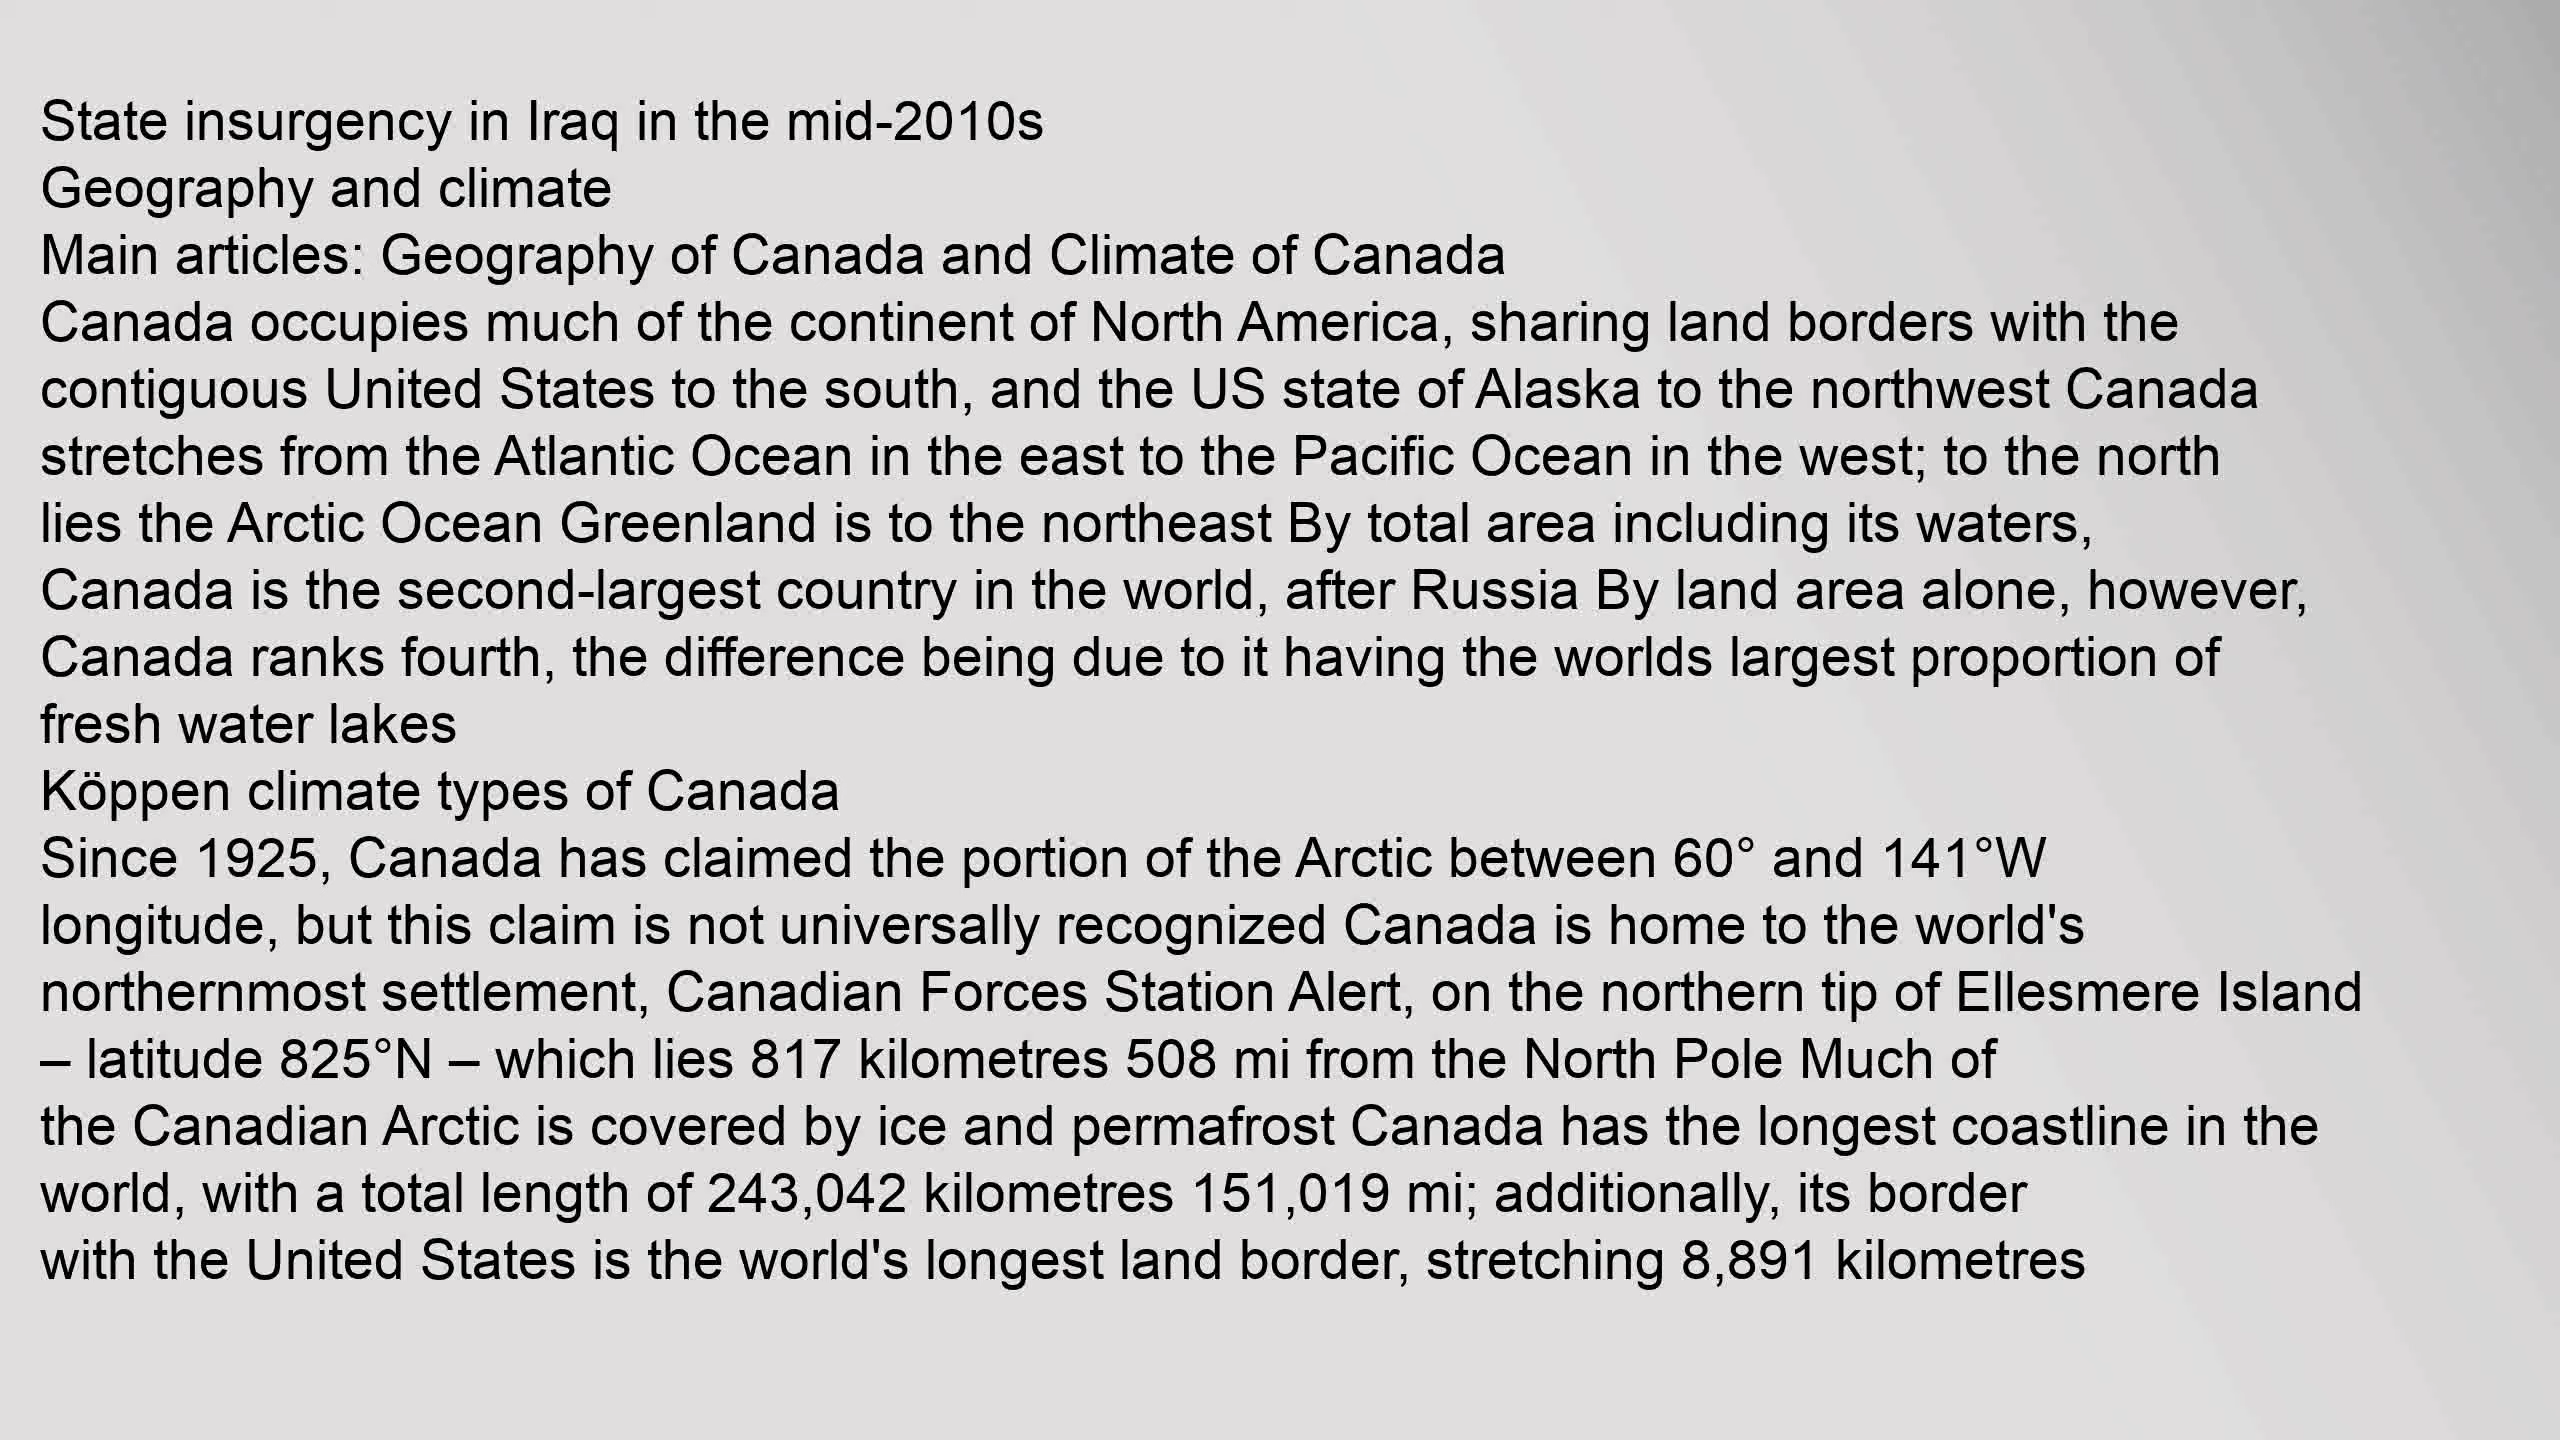 State insurgency in Iraq in the mid-2010s
Geography and climate
Main articles: Geography of Canada and Climate of Canada
Canada occupies much of the continent of North America, sharing land borders with the
contiguous United States to the south, and the US state of Alaska to the northwest Canada
stretches from the Atlantic Ocean in the east to the Pacific Ocean in the west; to the north
lies the Arctic Ocean Greenland is to the northeast By total area including its waters,
Canada is the second-largest country in the world, after Russia By land area alone, however,
Canada ranks fourth, the difference being due to it having the worlds largest proportion of
fresh water lakes
Köppen climate types of Canada
Since 1925, Canada has claimed the portion of the Arctic between 60° and 141°W
longitude, but this claim is not universally recognized Canada is home to the world's
northernmost settlement, Canadian Forces Station Alert, on the northern tip of Ellesmere Island
– latitude 825°N – which lies 817 kilometres 508 mi from the North Pole Much of
the Canadian Arctic is covered by ice and permafrost Canada has the longest coastline in the
world, with a total length of 243,042 kilometres 151,019 mi; additionally, its border
with the United States is the world's longest land border, stretching 8,891 kilometres